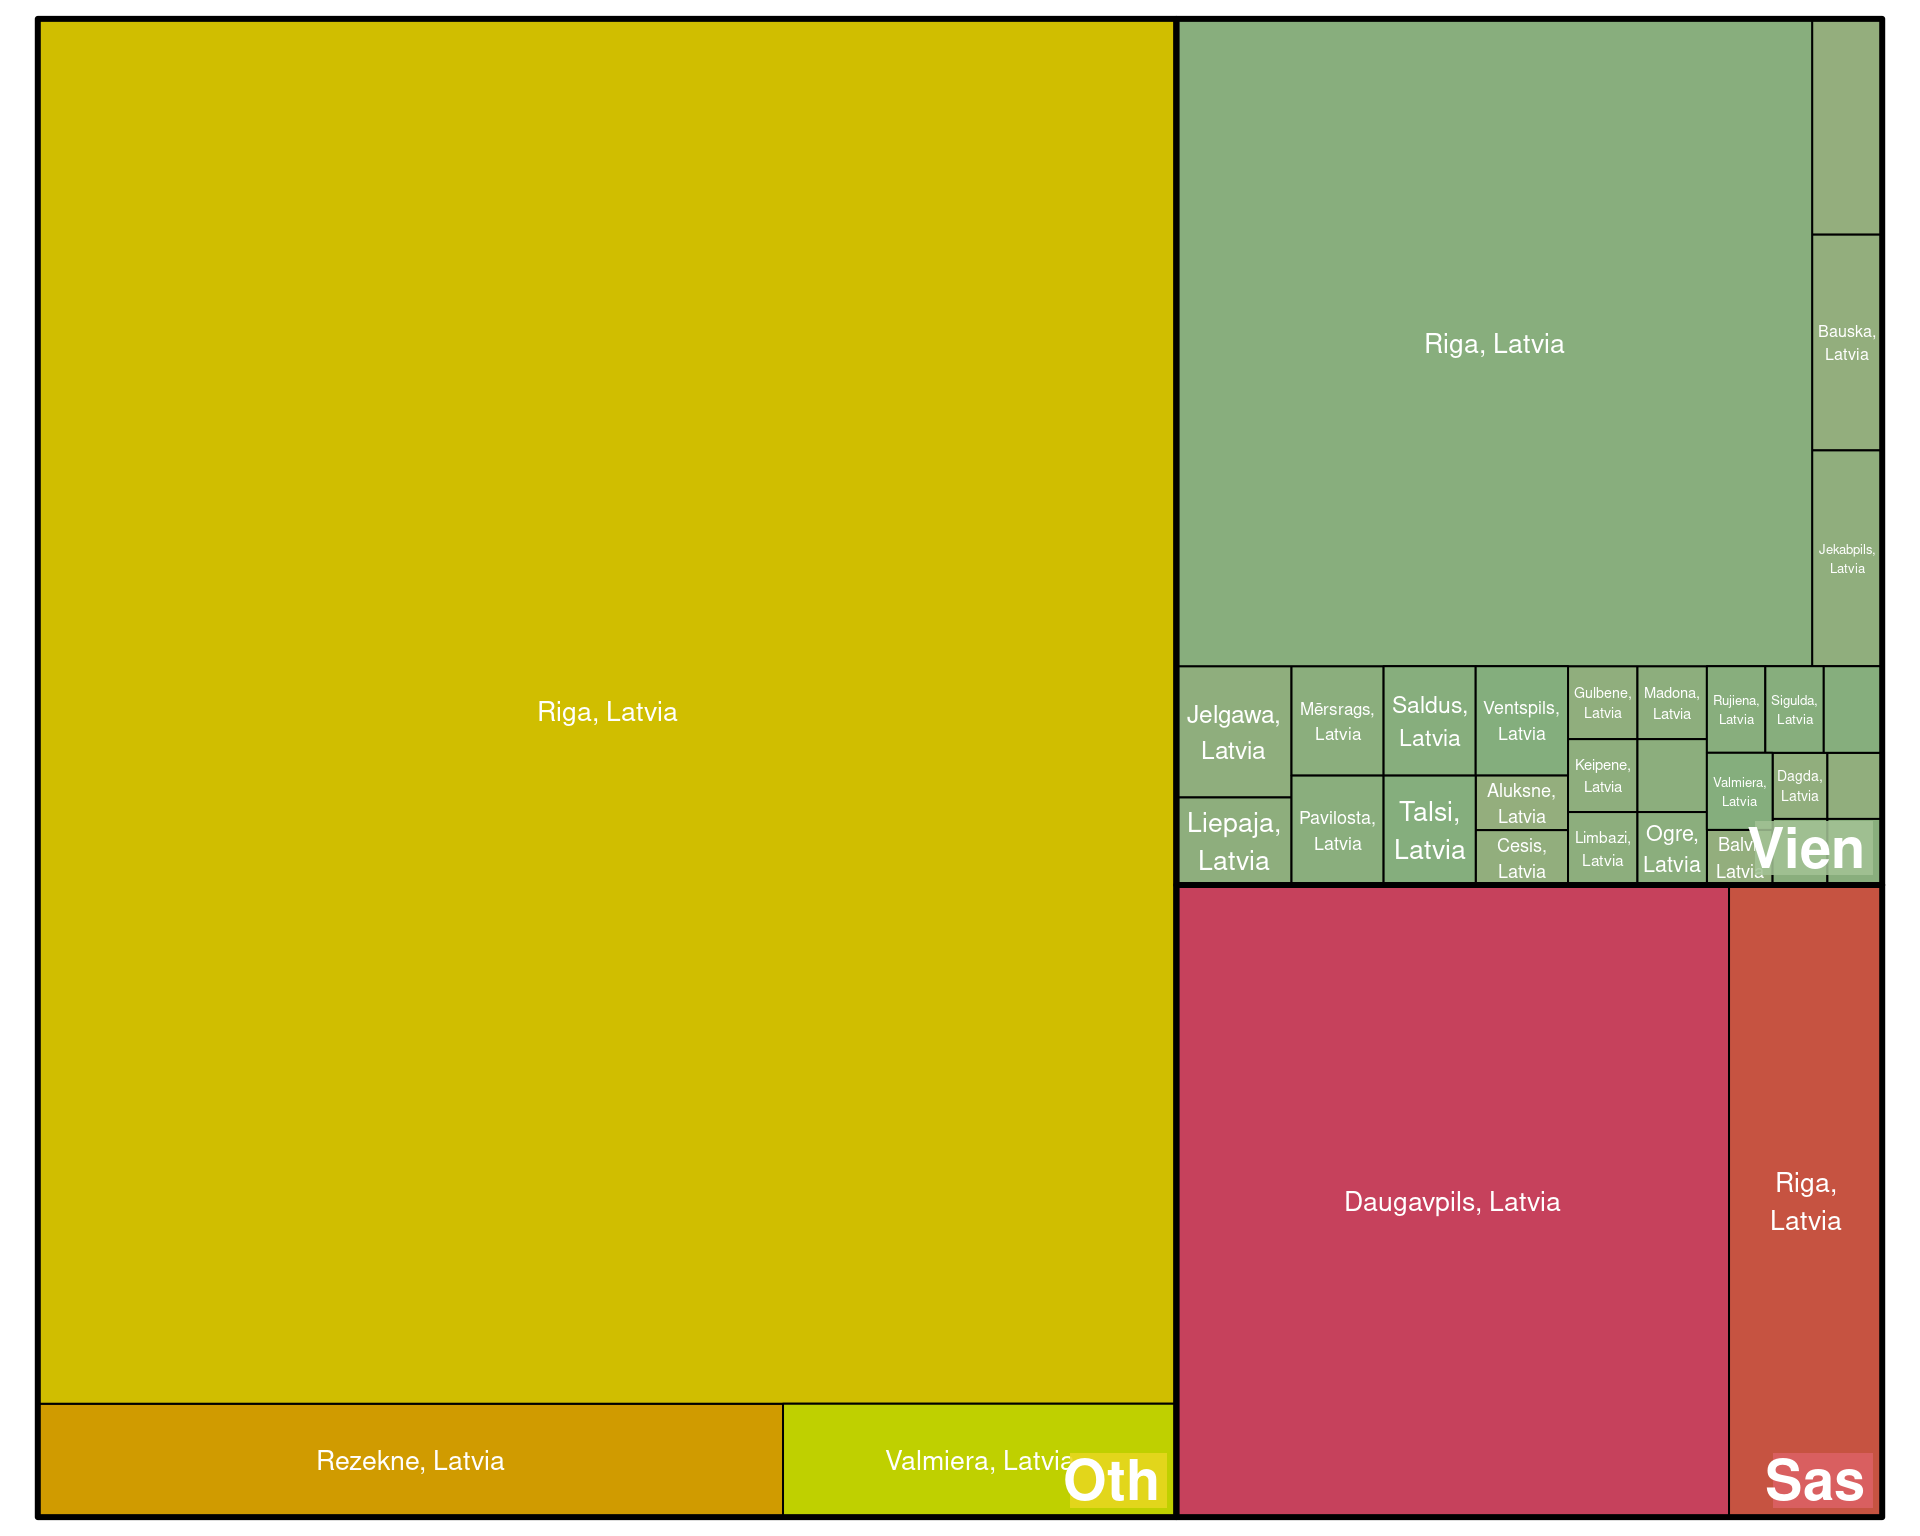 Riga, Latvia
Rezekne, Latvia
Valmiera, Latvia
Oth
Riga, Latvia
Bauska,
Latvia
Jekabpils,
Latvia
Jelgawa,
Latvia
Liepaja,
Latvia
Mērsrags,
Latvia
Pavilosta,
Latvia
Saldus,
Latvia
Talsi,
Latvia
Ventspils,
Latvia
Aluksne,
Latvia
Cesis,
Latvia
Gulbene,
Latvia
Keipene,
Latvia
Limbazi,
Latvia
Madona,
Latvia
Ogre,
Latvia
Rujiena,
Latvia
Sigulda,
Latvia
Valmiera,
Latvia
Dagda,
Latvia
Latvia
Vien
Daugavpils, Latvia
Riga,
Latvia
Sas